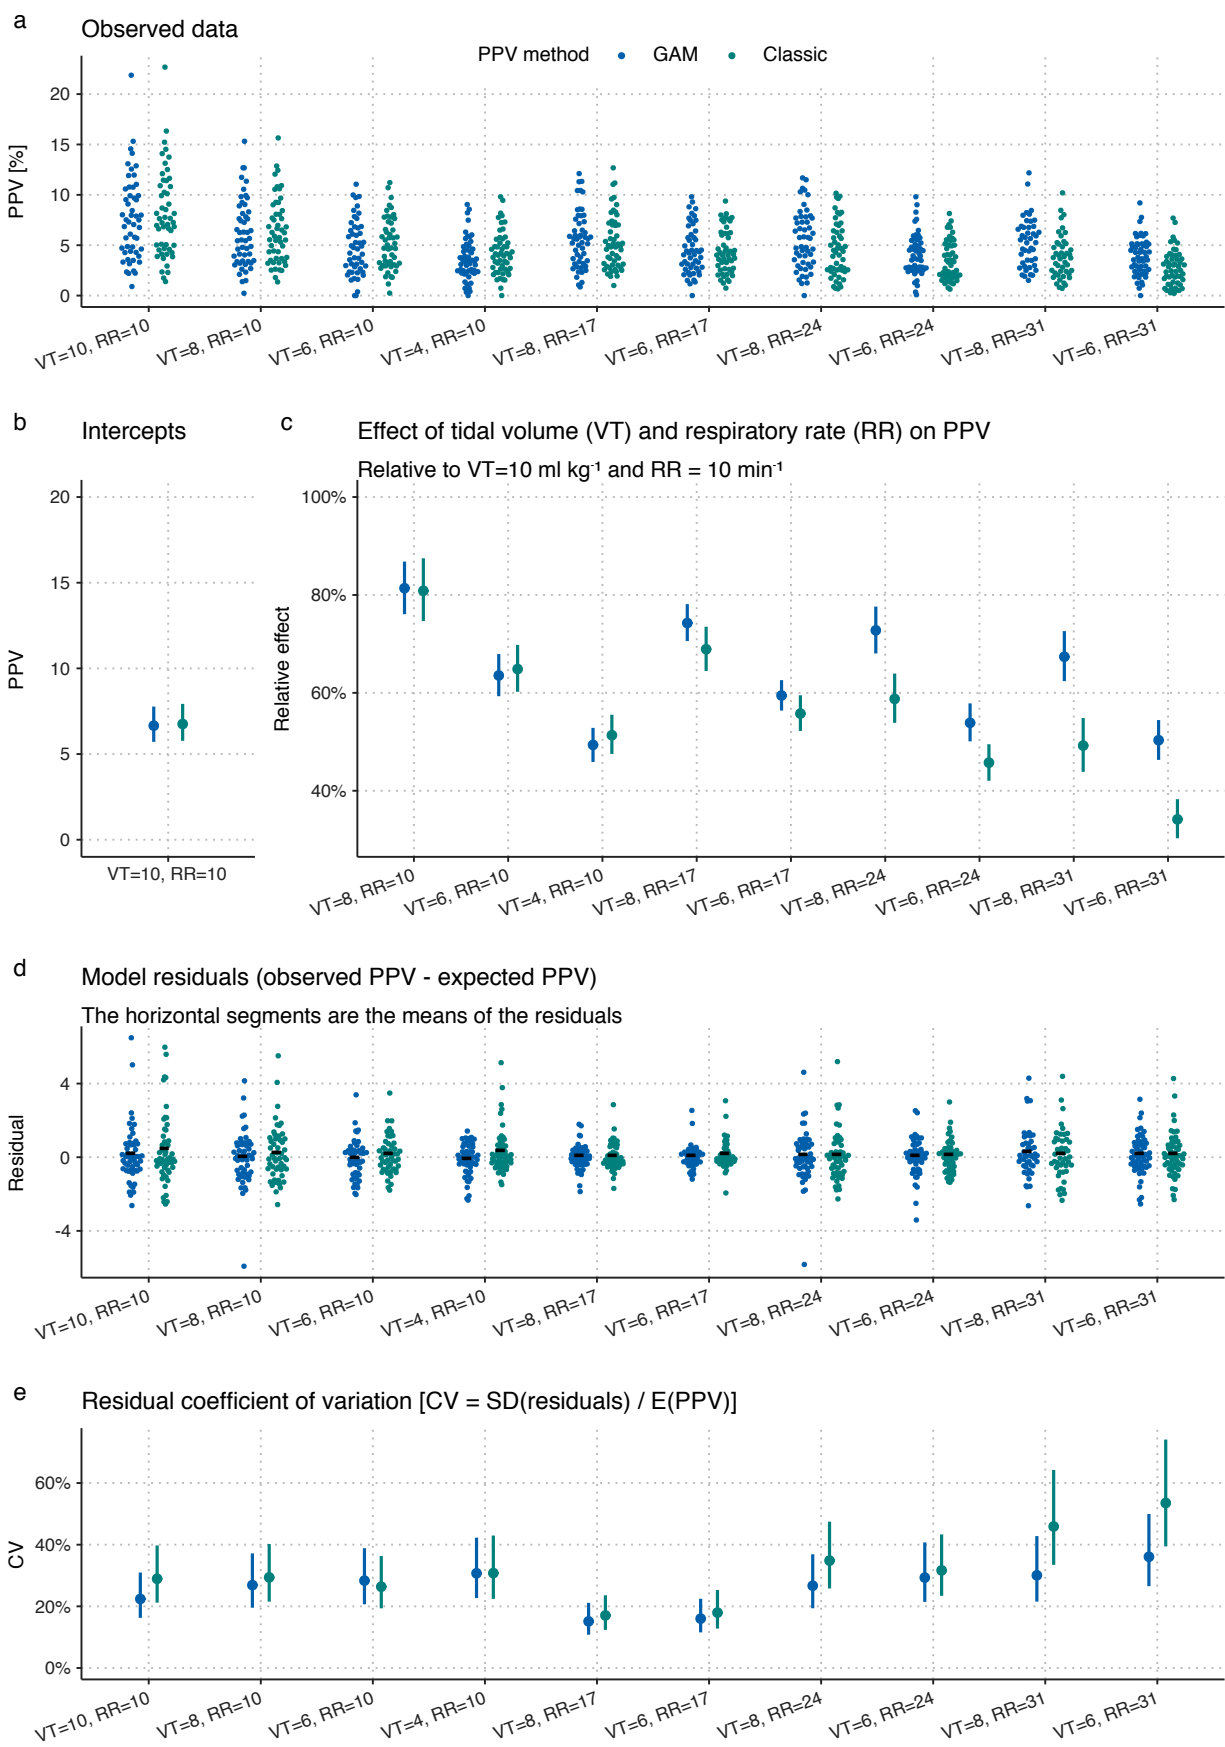 a
Observed data
PPV method GAM Classic
PPV [%]
20
15
10
5
0
VT=10, RR=10
VT=8, RR=10
VT=6, RR=10
VT=4, RR=10
VT=8, RR=17
VT=6, RR=17
VT=8, RR=24
VT=6, RR=24
VT=8, RR=31
VT=6, RR=31
b
Intercepts
PPV
20
15
10
5
0
VT=10, RR=10
c
Effect of tidal volume (VT) and respiratory rate (RR) on PPV
Relative to VT=10 ml kg⁻¹ and RR = 10 min⁻¹
Relative effect
100%
80%
60%
40%
VT=8, RR=10
VT=6, RR=10
VT=4, RR=10
VT=8, RR=17
VT=6, RR=17
VT=8, RR=24
VT=6, RR=24
VT=8, RR=31
VT=6, RR=31
d
Model residuals (observed PPV - expected PPV)
The horizontal segments are the means of the residuals
Residual
4
0
-4
VT=10, RR=10
VT=8, RR=10
VT=6, RR=10
VT=4, RR=10
VT=8, RR=17
VT=6, RR=17
VT=8, RR=24
VT=6, RR=24
VT=8, RR=31
VT=6, RR=31
e
Residual coefficient of variation [CV = SD(residuals) / E(PPV)]
CV
60%
40%
20%
0%
VT=10, RR=10
VT=8, RR=10
VT=6, RR=10
VT=4, RR=10
VT=8, RR=17
VT=6, RR=17
VT=8, RR=24
VT=6, RR=24
VT=8, RR=31
VT=6, RR=31